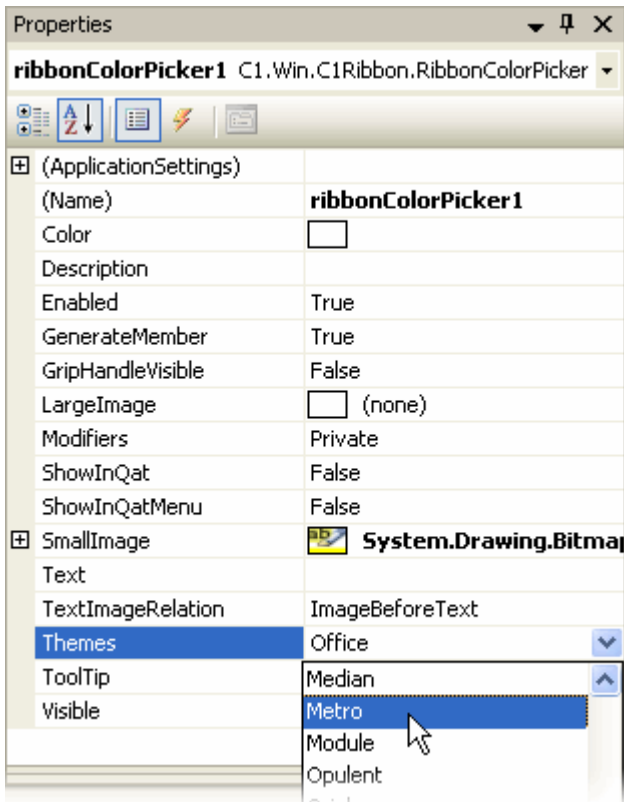 Properties
ribbonColorPicker1 C1.Win.C1Ribbon.RibbonColorPicker
(ApplicationSettings)
(Name) ribbonColorPicker1
Color
Description
Enabled True
GenerateMember True
GripHandleVisible False
LargeImage (none)
Modifiers Private
ShowInQat False
ShowInQatMenu False
SmallImage System.Drawing.Bitmap
Text
TextImageRelation ImageBeforeText
Themes Office
ToolTip Median
Visible Metro
Module
Opulent